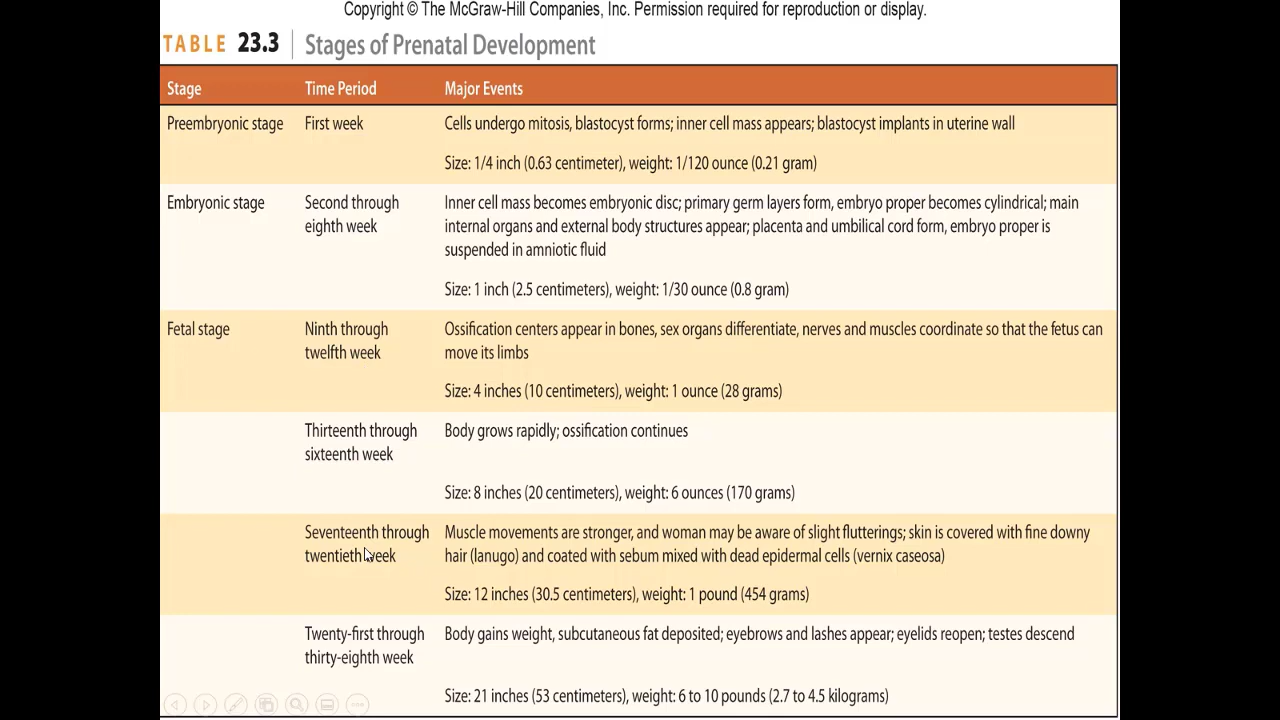 Copyright © The McGraw-Hill Companies, Inc. Permission required for reproduction or display.
TABLE 23.3 Stages of Prenatal Development
Stage Time Period Major Events
Preembryonic stage First week Cells undergo mitosis, blastocyst forms; inner cell mass appears; blastocyst implants in uterine wall
Size: 1/4 inch (0.63 centimeter), weight: 1/120 ounce (0.21 gram)
Embryonic stage Second through Inner cell mass becomes embryonic disc; primary germ layers form, embryo proper becomes cylindrical; main
eighth week internal organs and external body structures appear; placenta and umbilical cord form, embryo proper is
suspended in amniotic fluid
Size: 1 inch (2.5 centimeters), weight: 1/30 ounce (0.8 gram)
Fetal stage Ninth through Ossification centers appear in bones, sex organs differentiate, nerves and muscles coordinate so that the fetus can
twelfth week move its limbs
Size: 4 inches (10 centimeters), weight: 1 ounce (28 grams)
Thirteenth through Body grows rapidly; ossification continues
sixteenth week
Size: 8 inches (20 centimeters), weight: 6 ounces (170 grams)
Seventeenth through Muscle movements are stronger, and woman may be aware of slight flutterings; skin is covered with fine downy
twentieth week hair (lanugo) and coated with sebum mixed with dead epidermal cells (vernix caseosa)
Size: 12 inches (30.5 centimeters), weight: 1 pound (454 grams)
Twenty-first through Body gains weight, subcutaneous fat deposited; eyebrows and lashes appear; eyelids reopen; testes descend
thirty-eighth week
Size: 21 inches (53 centimeters), weight: 6 to 10 pounds (2.7 to 4.5 kilograms)